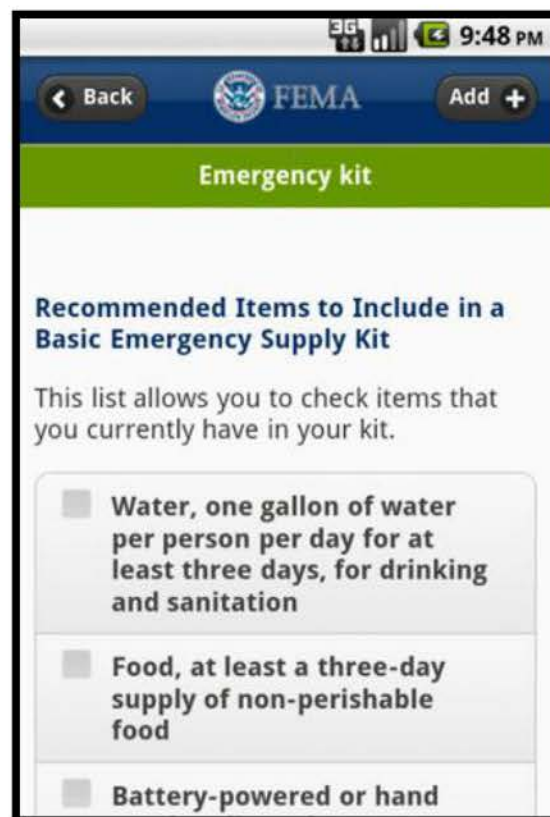 3G 9:48 PM
Back FEMA Add +
Emergency kit
Recommended Items to Include in a
Basic Emergency Supply Kit
This list allows you to check items that
you currently have in your kit.
Water, one gallon of water
per person per day for at
least three days, for drinking
and sanitation
Food, at least a three-day
supply of non-perishable
food
Battery-powered or hand